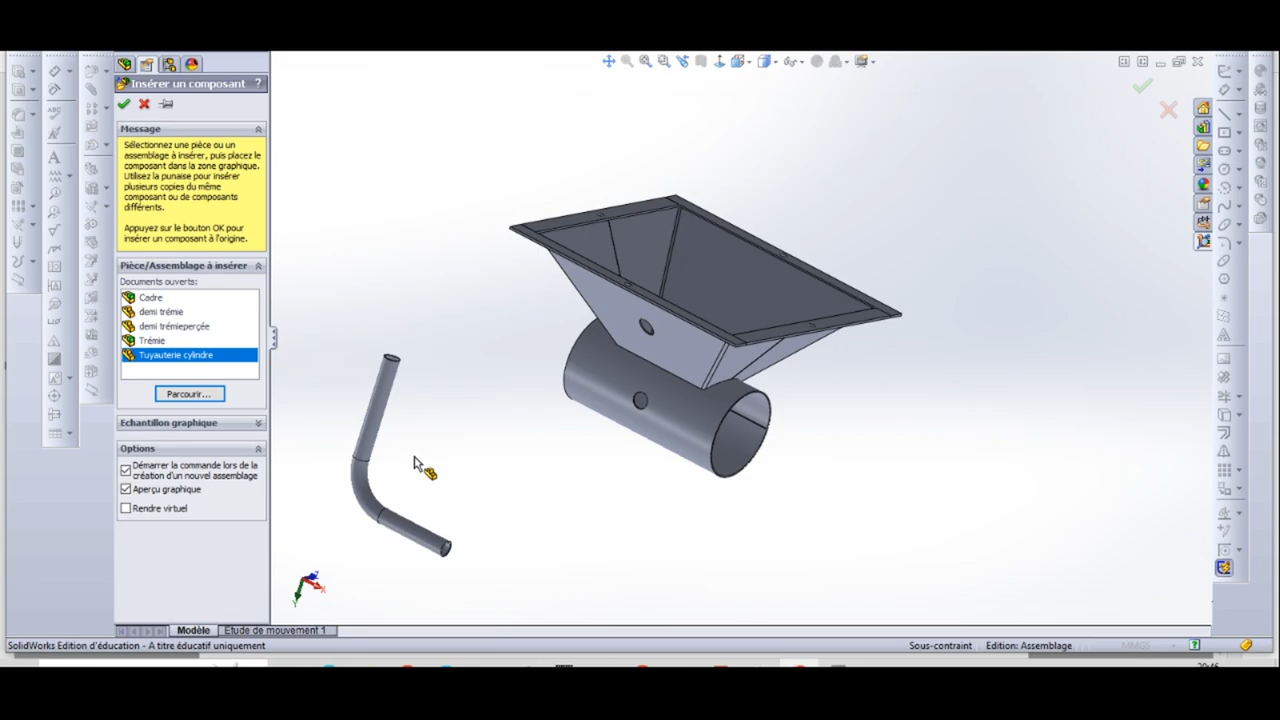 Insérer un composant ?
Message
Sélectionnez une pièce ou un
assemblage à insérer, puis placez le
composant dans la zone graphique.
Utilisez la punaise pour insérer
plusieurs copies du même
composant ou de composants
différents.
Appuyez sur le bouton OK pour
insérer un composant à l'origine.
Pièce/Assemblage à insérer
Documents ouverts:
Cadre
demi trémie
demi trémieperçée
Trémie
Tuyauterie cylindre
Parcourir...
Echantillon graphique
Options
Démarrer la commande lors de la
création d'un nouvel assemblage
Aperçu graphique
Rendre virtuel
Z
X
Y
Modèle
Etude de mouvement 1
SolidWorks Edition d'éducation - A titre éducatif uniquement
Sous-contraint
Edition: Assemblage
MMGS